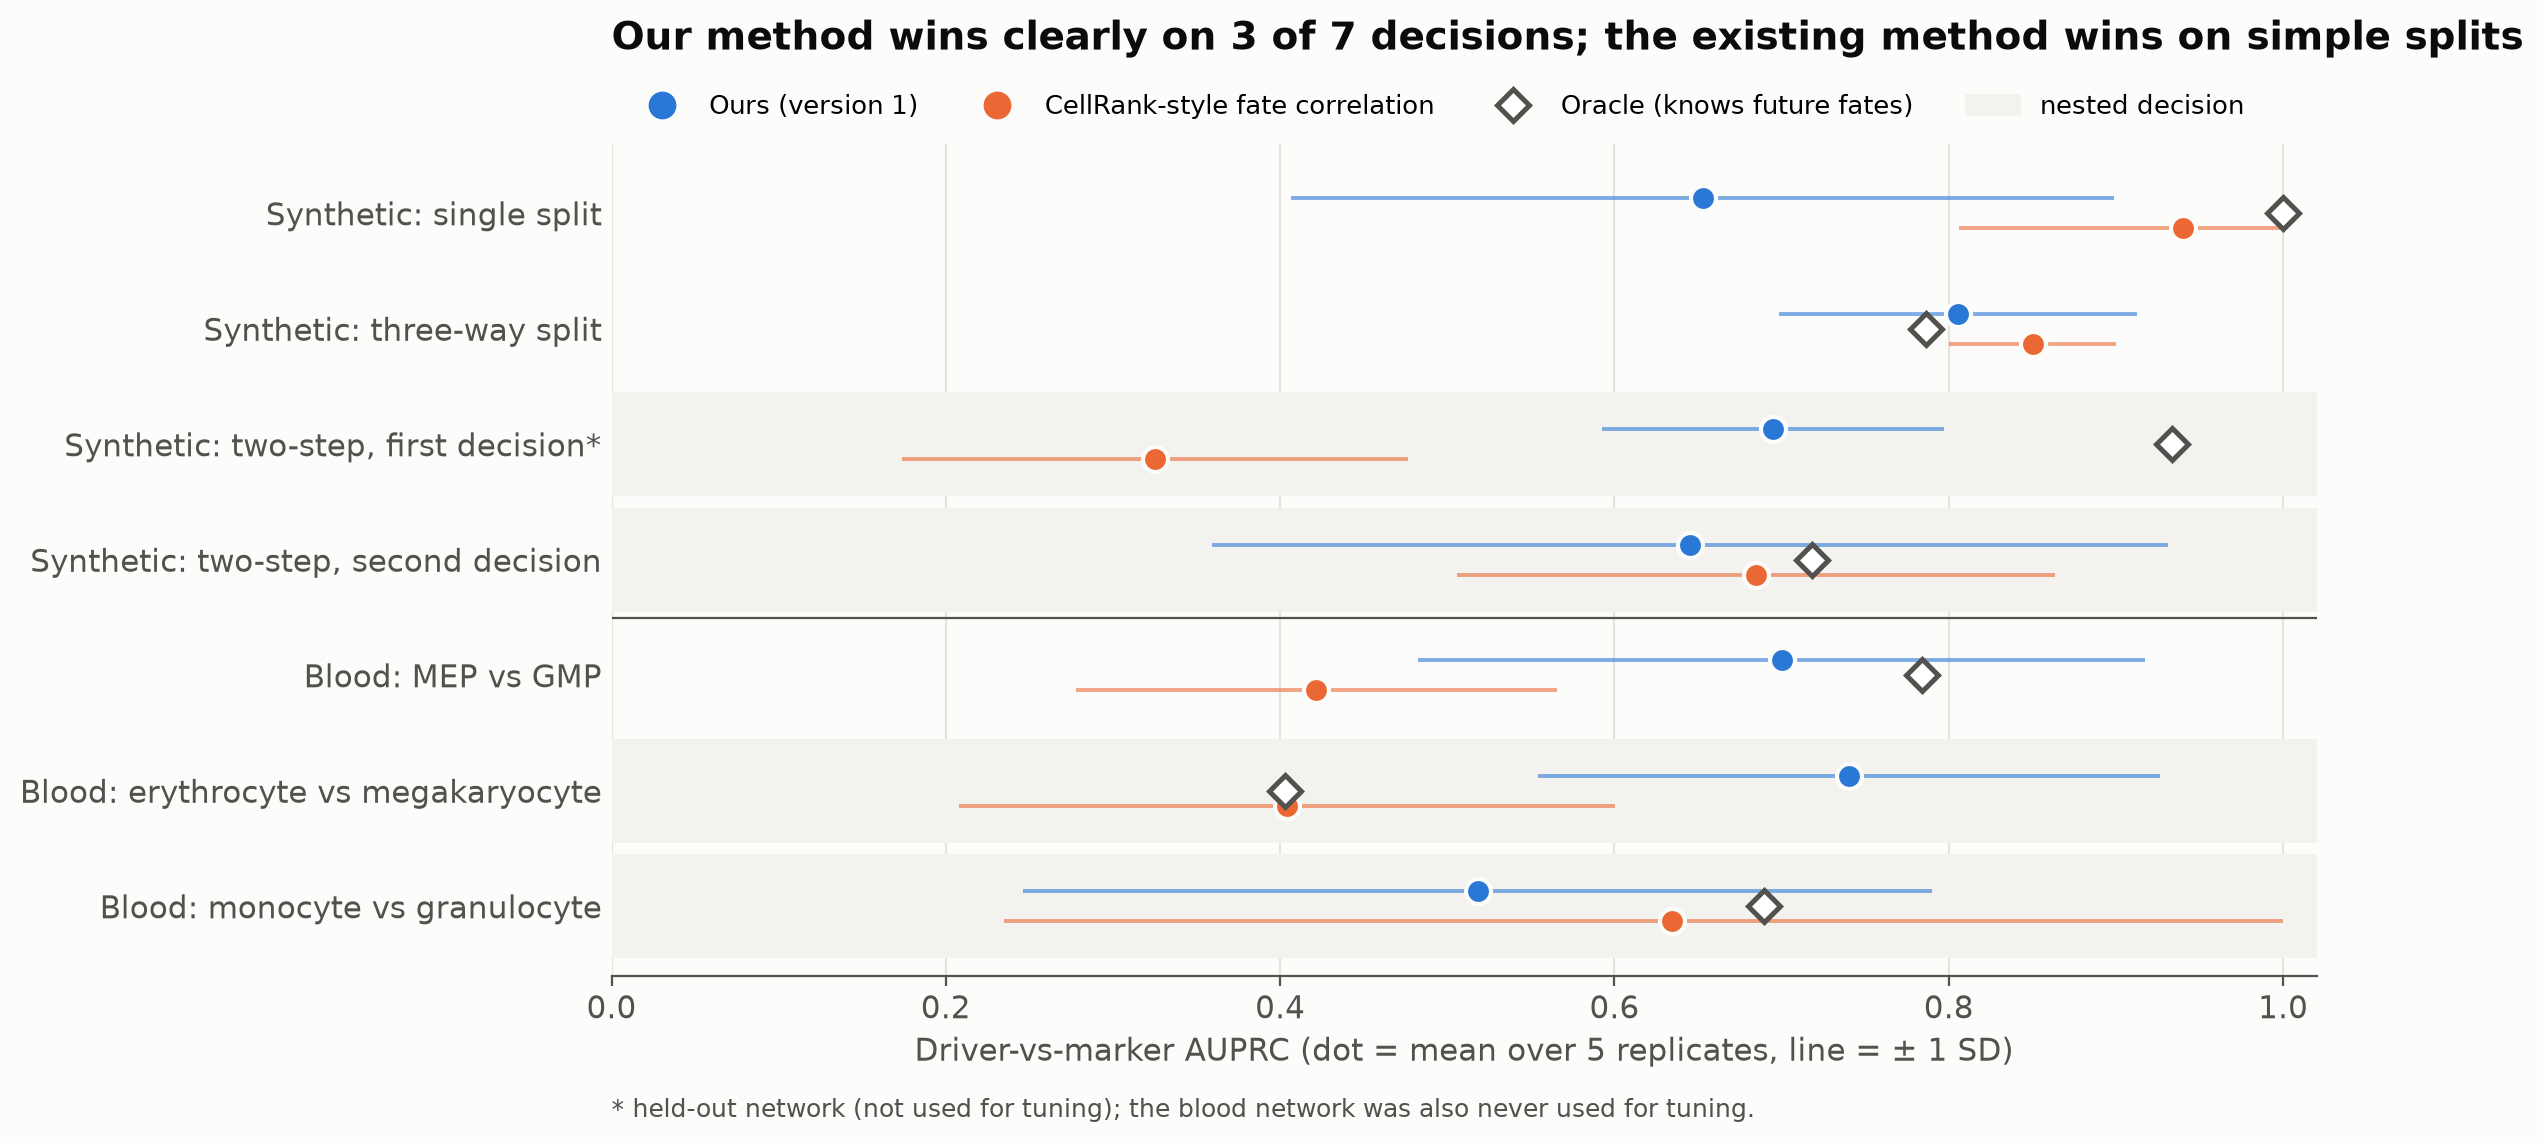 Our method wins clearly on 3 of 7 decisions; the existing method wins on simple splits
Ours (version 1)
CellRank-style fate correlation
Oracle (knows future fates)
nested decision
Synthetic: single split
Synthetic: three-way split
Synthetic: two-step, first decision*
Synthetic: two-step, second decision
Blood: MEP vs GMP
Blood: erythrocyte vs megakaryocyte
Blood: monocyte vs granulocyte
0.0
0.2
0.4
0.6
0.8
1.0
Driver-vs-marker AUPRC (dot = mean over 5 replicates, line = ± 1 SD)
* held-out network (not used for tuning); the blood network was also never used for tuning.